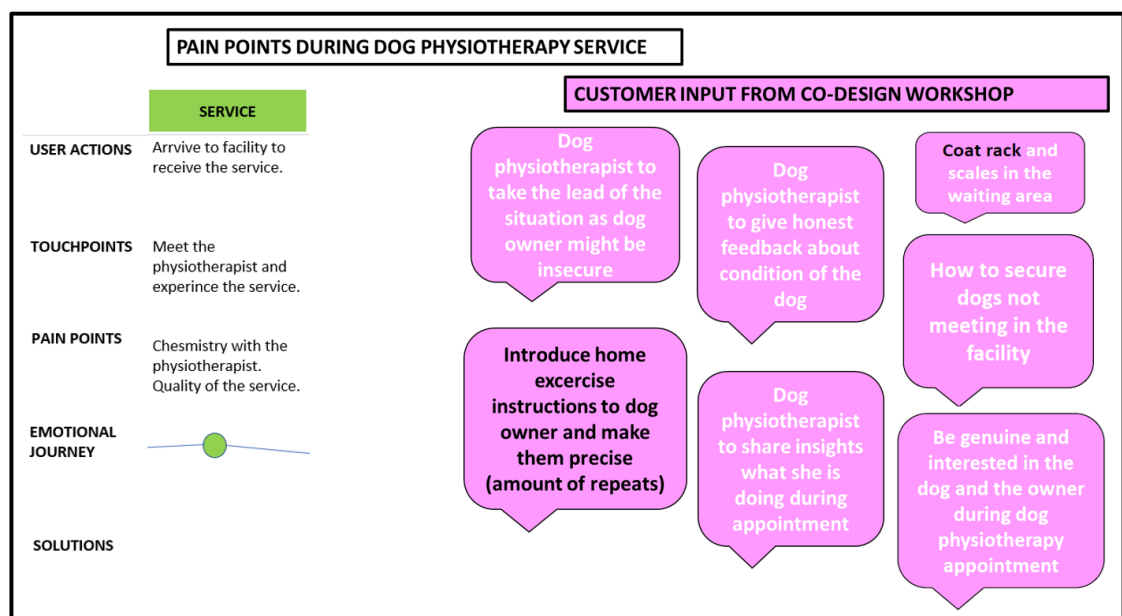 PAIN POINTS DURING DOG PHYSIOTHERAPY SERVICE
CUSTOMER INPUT FROM CO-DESIGN WORKSHOP
SERVICE
USER ACTIONS
Arrvive to facility to
receive the service.
TOUCHPOINTS
Meet the
physiotherapist and
experince the service.
PAIN POINTS
Chesmistry with the
physiotherapist.
Quality of the service.
EMOTIONAL
JOURNEY
SOLUTIONS
Dog
physiotherapist to
take the lead of the
situation as dog
owner might be
insecure
Dog
physiotherapist
to give honest
feedback about
condition of the
dog
Coat rack and
scales in the
waiting area
How to secure
dogs not
meeting in the
facility
Introduce home
excercise
instructions to dog
owner and make
them precise
(amount of repeats)
Dog
physiotherapist
to share insights
what she is
doing during
appointment
Be genuine and
interested in the
dog and the owner
during dog
physiotherapy
appointment